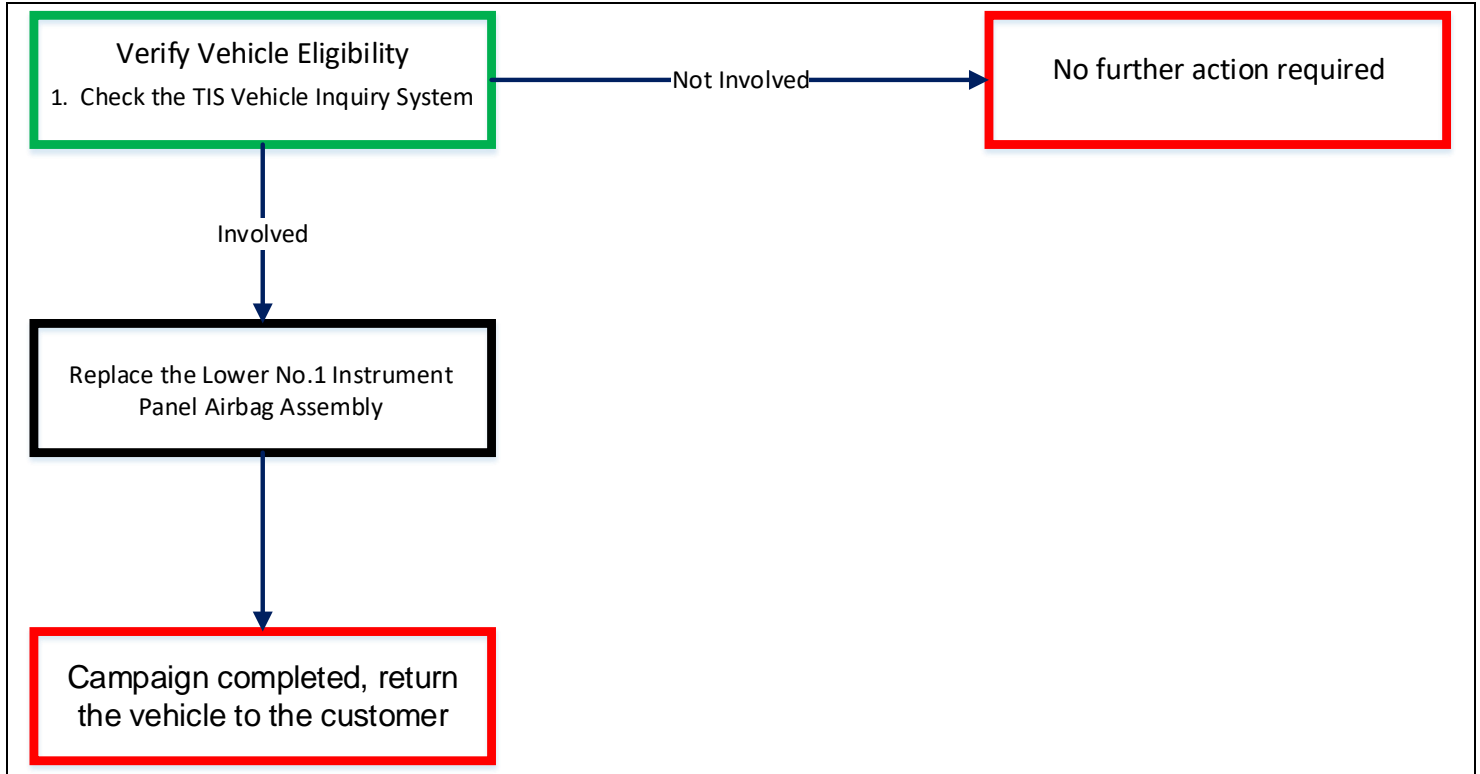 Verify Vehicle Eligibility
1. Check the TIS Vehicle Inquiry System
Not Involved
No further action required
Involved
Replace the Lower No.1 Instrument
Panel Airbag Assembly
Campaign completed, return
the vehicle to the customer